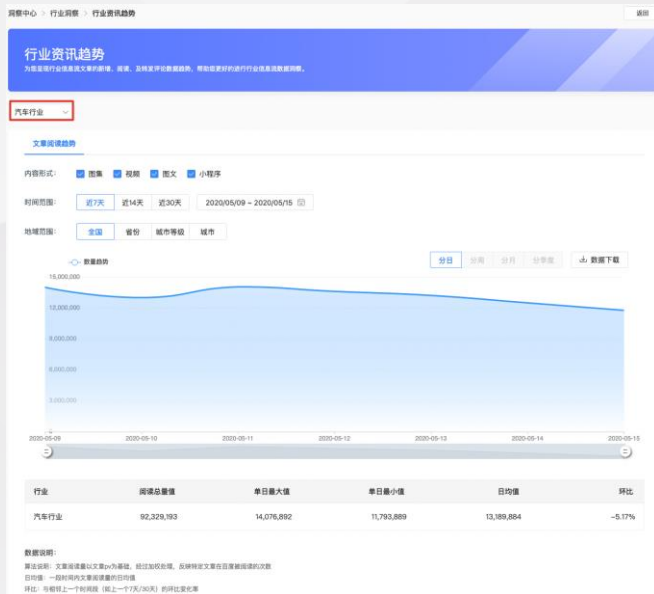 洞察中心 > 行业洞察 > 行业资讯趋势
返回
行业资讯趋势
为您呈现行业信息流文章的新增、阅读、及转发评论数据趋势,帮助您更好的进行行业信息流数据洞察。
汽车行业
文章阅读趋势
内容形式: 图集 视频 图文 小程序
时间范围: 近7天 近14天 近30天 2020/05/09 ~ 2020/05/15
地域范围: 全国 省份 城市等级 城市
数量趋势
分日 分周 分月 分季度 数据下载
15,000,000
12,000,000
9,000,000
6,000,000
3,000,000
0
2020-05-09 2020-05-10 2020-05-11 2020-05-12 2020-05-13 2020-05-14 2020-05-15
行业 阅读总量值 单日最大值 单日最小值 日均值 环比
汽车行业 92,329,193 14,076,892 11,793,889 13,189,884 -5.17%
数据说明:
算法说明:文章阅读量以文章pv为基础,经过加权处理,反映特定文章在百度被阅读的次数
日均值:一段时间内文章阅读量的日均值
环比:与相邻上一个时间段(如上一个7天/30天)的环比变化率